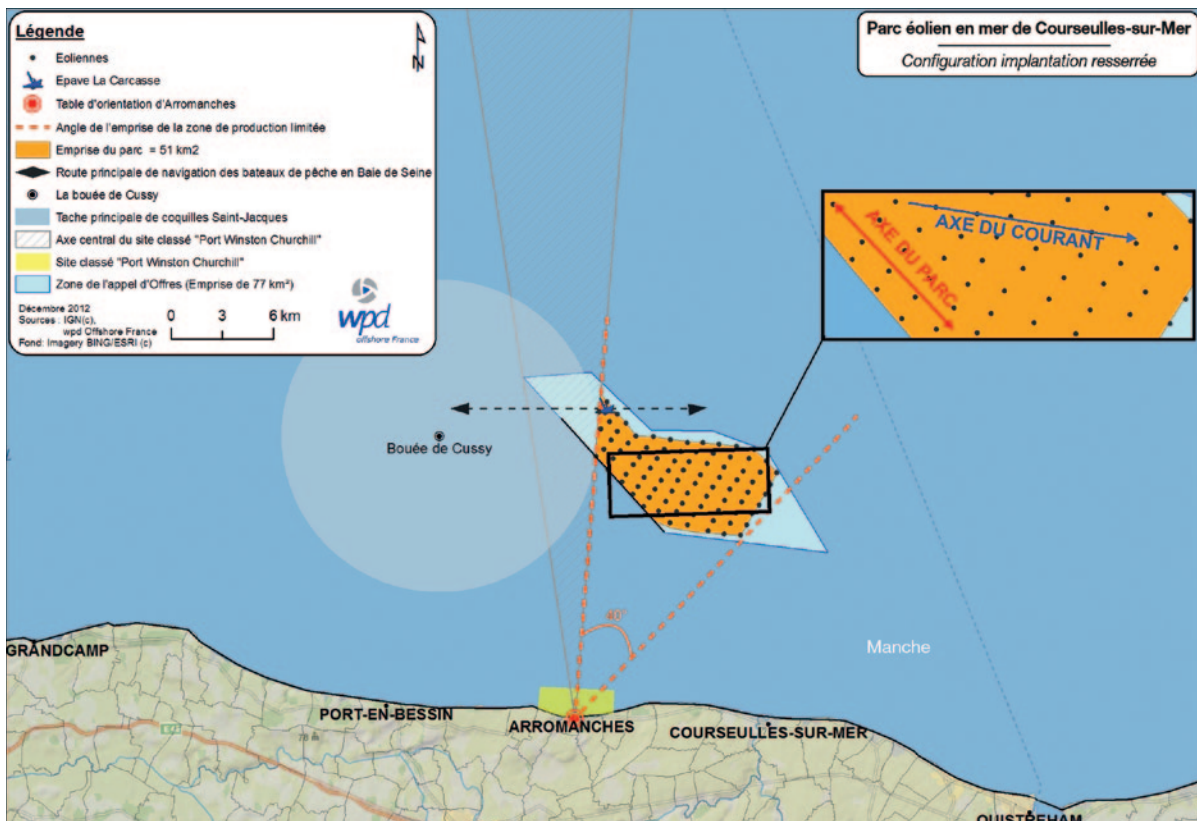 Légende
N
Eoliennes
Epave La Carcasse
Table d'orientation d'Arromanches
Angle de l'emprise de la zone de production limitée
Emprise du parc = 51 km2
Route principale de navigation des bateaux de pêche en Baie de Seine
La bouée de Cussy
Tache principale de coquilles Saint-Jacques
Axe central du site classé "Port Winston Churchill"
Site classé "Port Winston Churchill"
Zone de l'appel d'Offres (Emprise de 77 km²)
Décembre 2012
Sources : IGN(c),
wpd Offshore France
Fond: Imagery BING/ESRI (c)
0 3 6 km
wpd
offshore France
Parc éolien en mer de Courseulles-sur-Mer
Configuration implantation resserrée
AXE DU COURANT
AXE DU PARC
Bouée de Cussy
Manche
GRANDCAMP
PORT-EN-BESSIN
ARROMANCHES
COURSEULLES-SUR-MER
OUISTREHAM